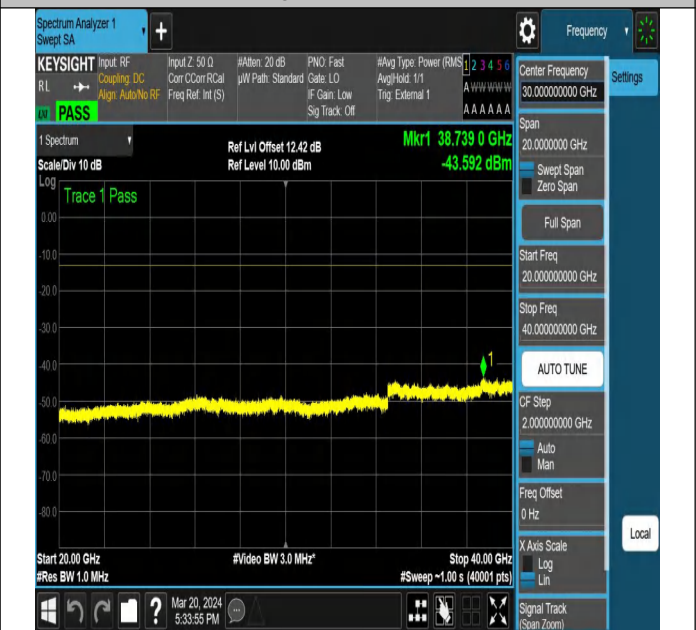 Spectrum Analyzer 1
Swept SA
+
Frequency
KEYSIGHT
RL
PASS
Input: RF
Coupling: DC
Align: Auto/No RF
Input Z: 50 Ω
Corr CCorr RCal
Freq Ref: Int (S)
#Atten: 20 dB
µW Path: Standard
PNO: Fast
Gate: LO
IF Gain: Low
Sig Track: Off
#Avg Type: Power (RMS
Avg|Hold: 1/1
Trig: External 1
1 2 3 4 5 6
A W W W W W
A A A A A A
1 Spectrum
Scale/Div 10 dB
Ref Lvl Offset 12.42 dB
Ref Level 10.00 dBm
Mkr1 38.739 0 GHz
-43.592 dBm
Log
Trace 1 Pass
0.00
-10.0
-20.0
-30.0
-40.0
-50.0
-60.0
-70.0
-80.0
1
Start 20.00 GHz
#Res BW 1.0 MHz
#Video BW 3.0 MHz*
Stop 40.00 GHz
#Sweep ~1.00 s (40001 pts)
?
Mar 20, 2024
5:33:55 PM
Center Frequency
30.000000000 GHz
Settings
Span
20.0000000 GHz
Swept Span
Zero Span
Full Span
Start Freq
20.000000000 GHz
Stop Freq
40.000000000 GHz
AUTO TUNE
CF Step
2.000000000 GHz
Auto
Man
Freq Offset
0 Hz
Local
X Axis Scale
Log
Lin
Signal Track
(Span Zoom)